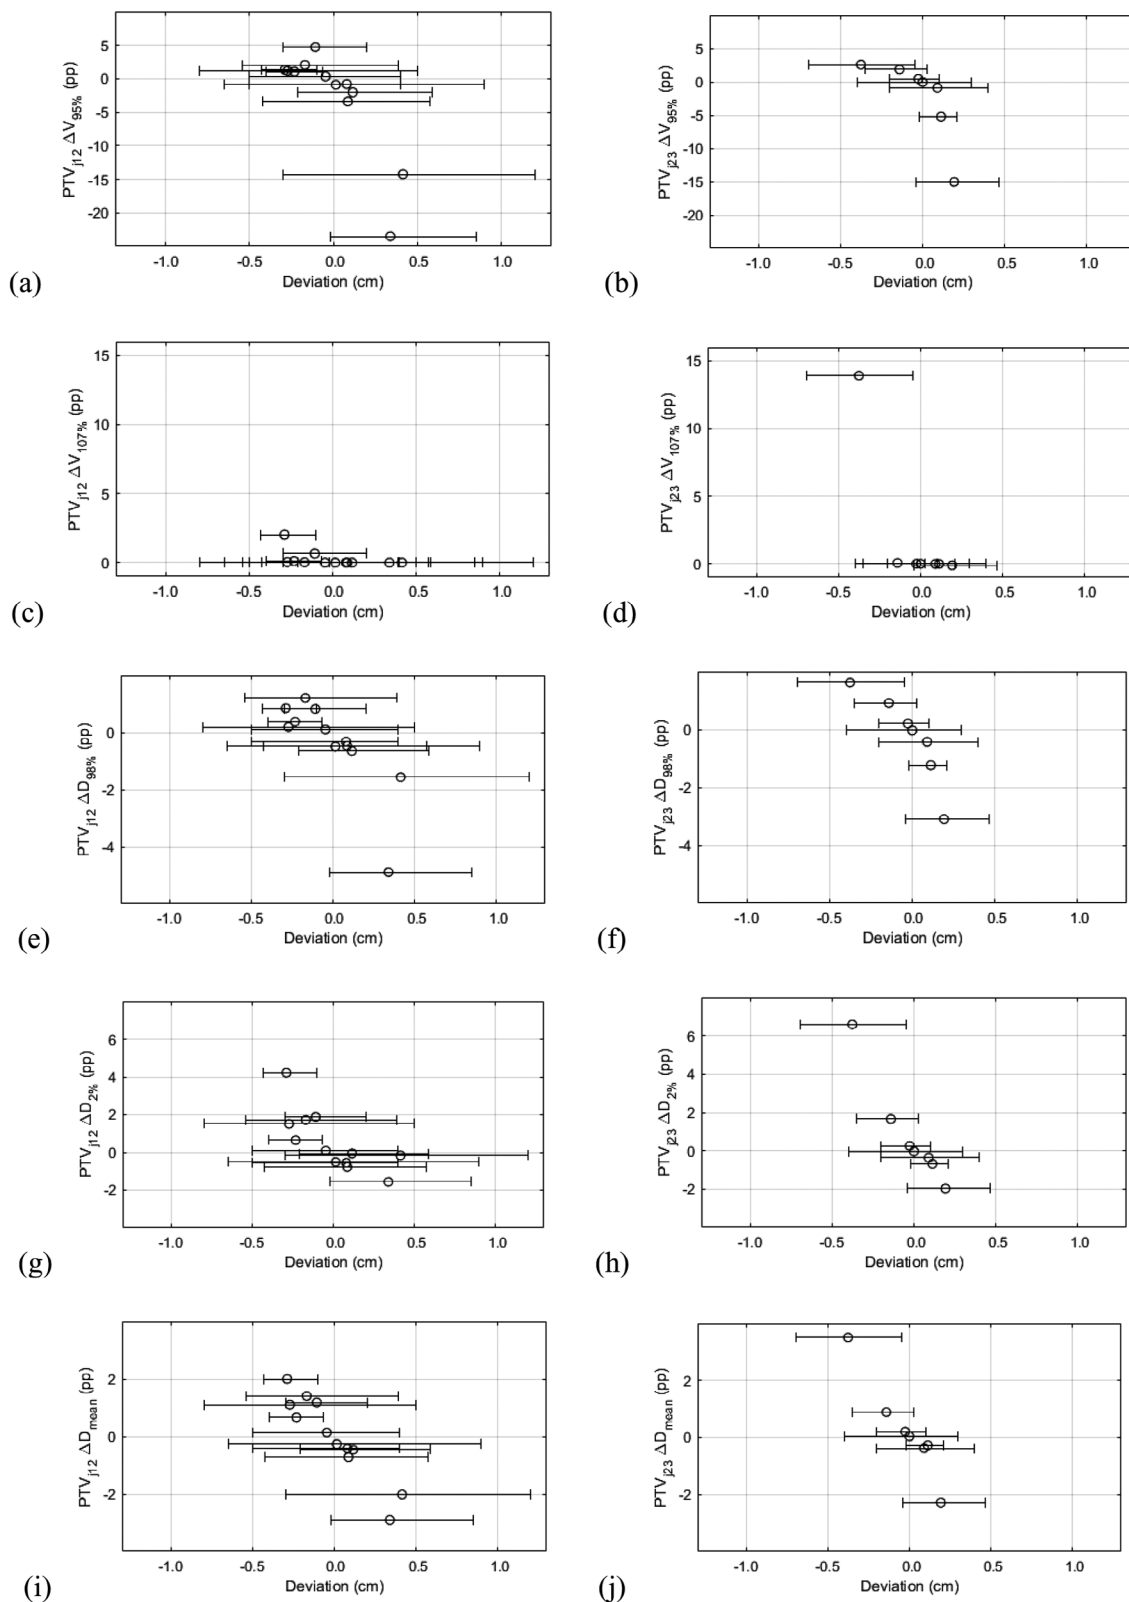 5
0
-5
-10
-15
-20
PTVj12 ΔV95% (pp)
-1.0 -0.5 0.0 0.5 1.0
Deviation (cm)
(a)
5
0
-5
-10
-15
-20
PTVj23 ΔV95% (pp)
-1.0 -0.5 0.0 0.5 1.0
Deviation (cm)
(b)
15
10
5
0
PTVj12 ΔV107% (pp)
-1.0 -0.5 0.0 0.5 1.0
Deviation (cm)
(c)
15
10
5
0
PTVj23 ΔV107% (pp)
-1.0 -0.5 0.0 0.5 1.0
Deviation (cm)
(d)
0
-2
-4
PTVj12 ΔD98% (pp)
-1.0 -0.5 0.0 0.5 1.0
Deviation (cm)
(e)
0
-2
-4
PTVj23 ΔD98% (pp)
-1.0 -0.5 0.0 0.5 1.0
Deviation (cm)
(f)
6
4
2
0
-2
PTVj12 ΔD2% (pp)
-1.0 -0.5 0.0 0.5 1.0
Deviation (cm)
(g)
6
4
2
0
-2
PTVj23 ΔD2% (pp)
-1.0 -0.5 0.0 0.5 1.0
Deviation (cm)
(h)
2
0
-2
PTVj12 ΔDmean (pp)
-1.0 -0.5 0.0 0.5 1.0
Deviation (cm)
(i)
2
0
-2
PTVj23 ΔDmean (pp)
-1.0 -0.5 0.0 0.5 1.0
Deviation (cm)
(j)